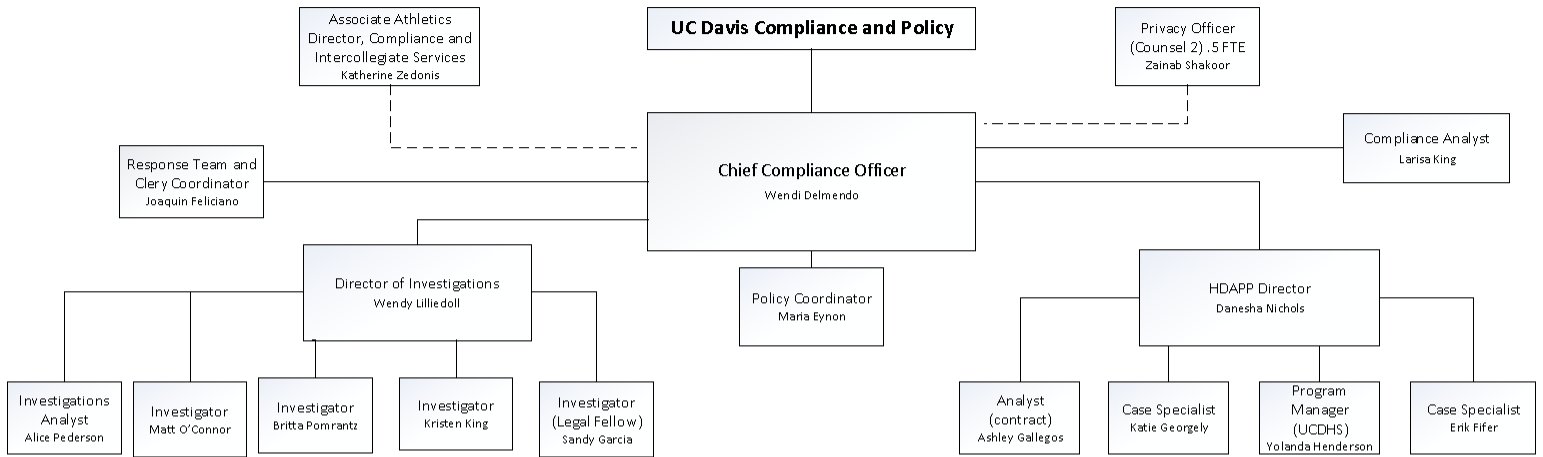 Associate Athletics
Director, Compliance and
Intercollegiate Services
Katherine Zedonis
UC Davis Compliance and Policy
Privacy Officer
(Counsel 2) .5 FTE
Zainab Shakoor
Compliance Analyst
Larisa King
Response Team and
Clery Coordinator
Joaquin Feliciano
Chief Compliance Officer
Wendi Delmendo
Director of Investigations
Wendy Lilliedoll
Policy Coordinator
Maria Eynon
HDAPP Director
Danesha Nichols
Investigations
Analyst
Alice Pederson
Investigator
Matt O'Connor
Investigator
Britta Pomrantz
Investigator
Kristen King
Investigator
(Legal Fellow)
Sandy Garcia
Analyst
(contract)
Ashley Gallegos
Case Specialist
Katie Georgely
Program
Manager
(UCDHS)
Yolanda Henderson
Case Specialist
Erik Fifer